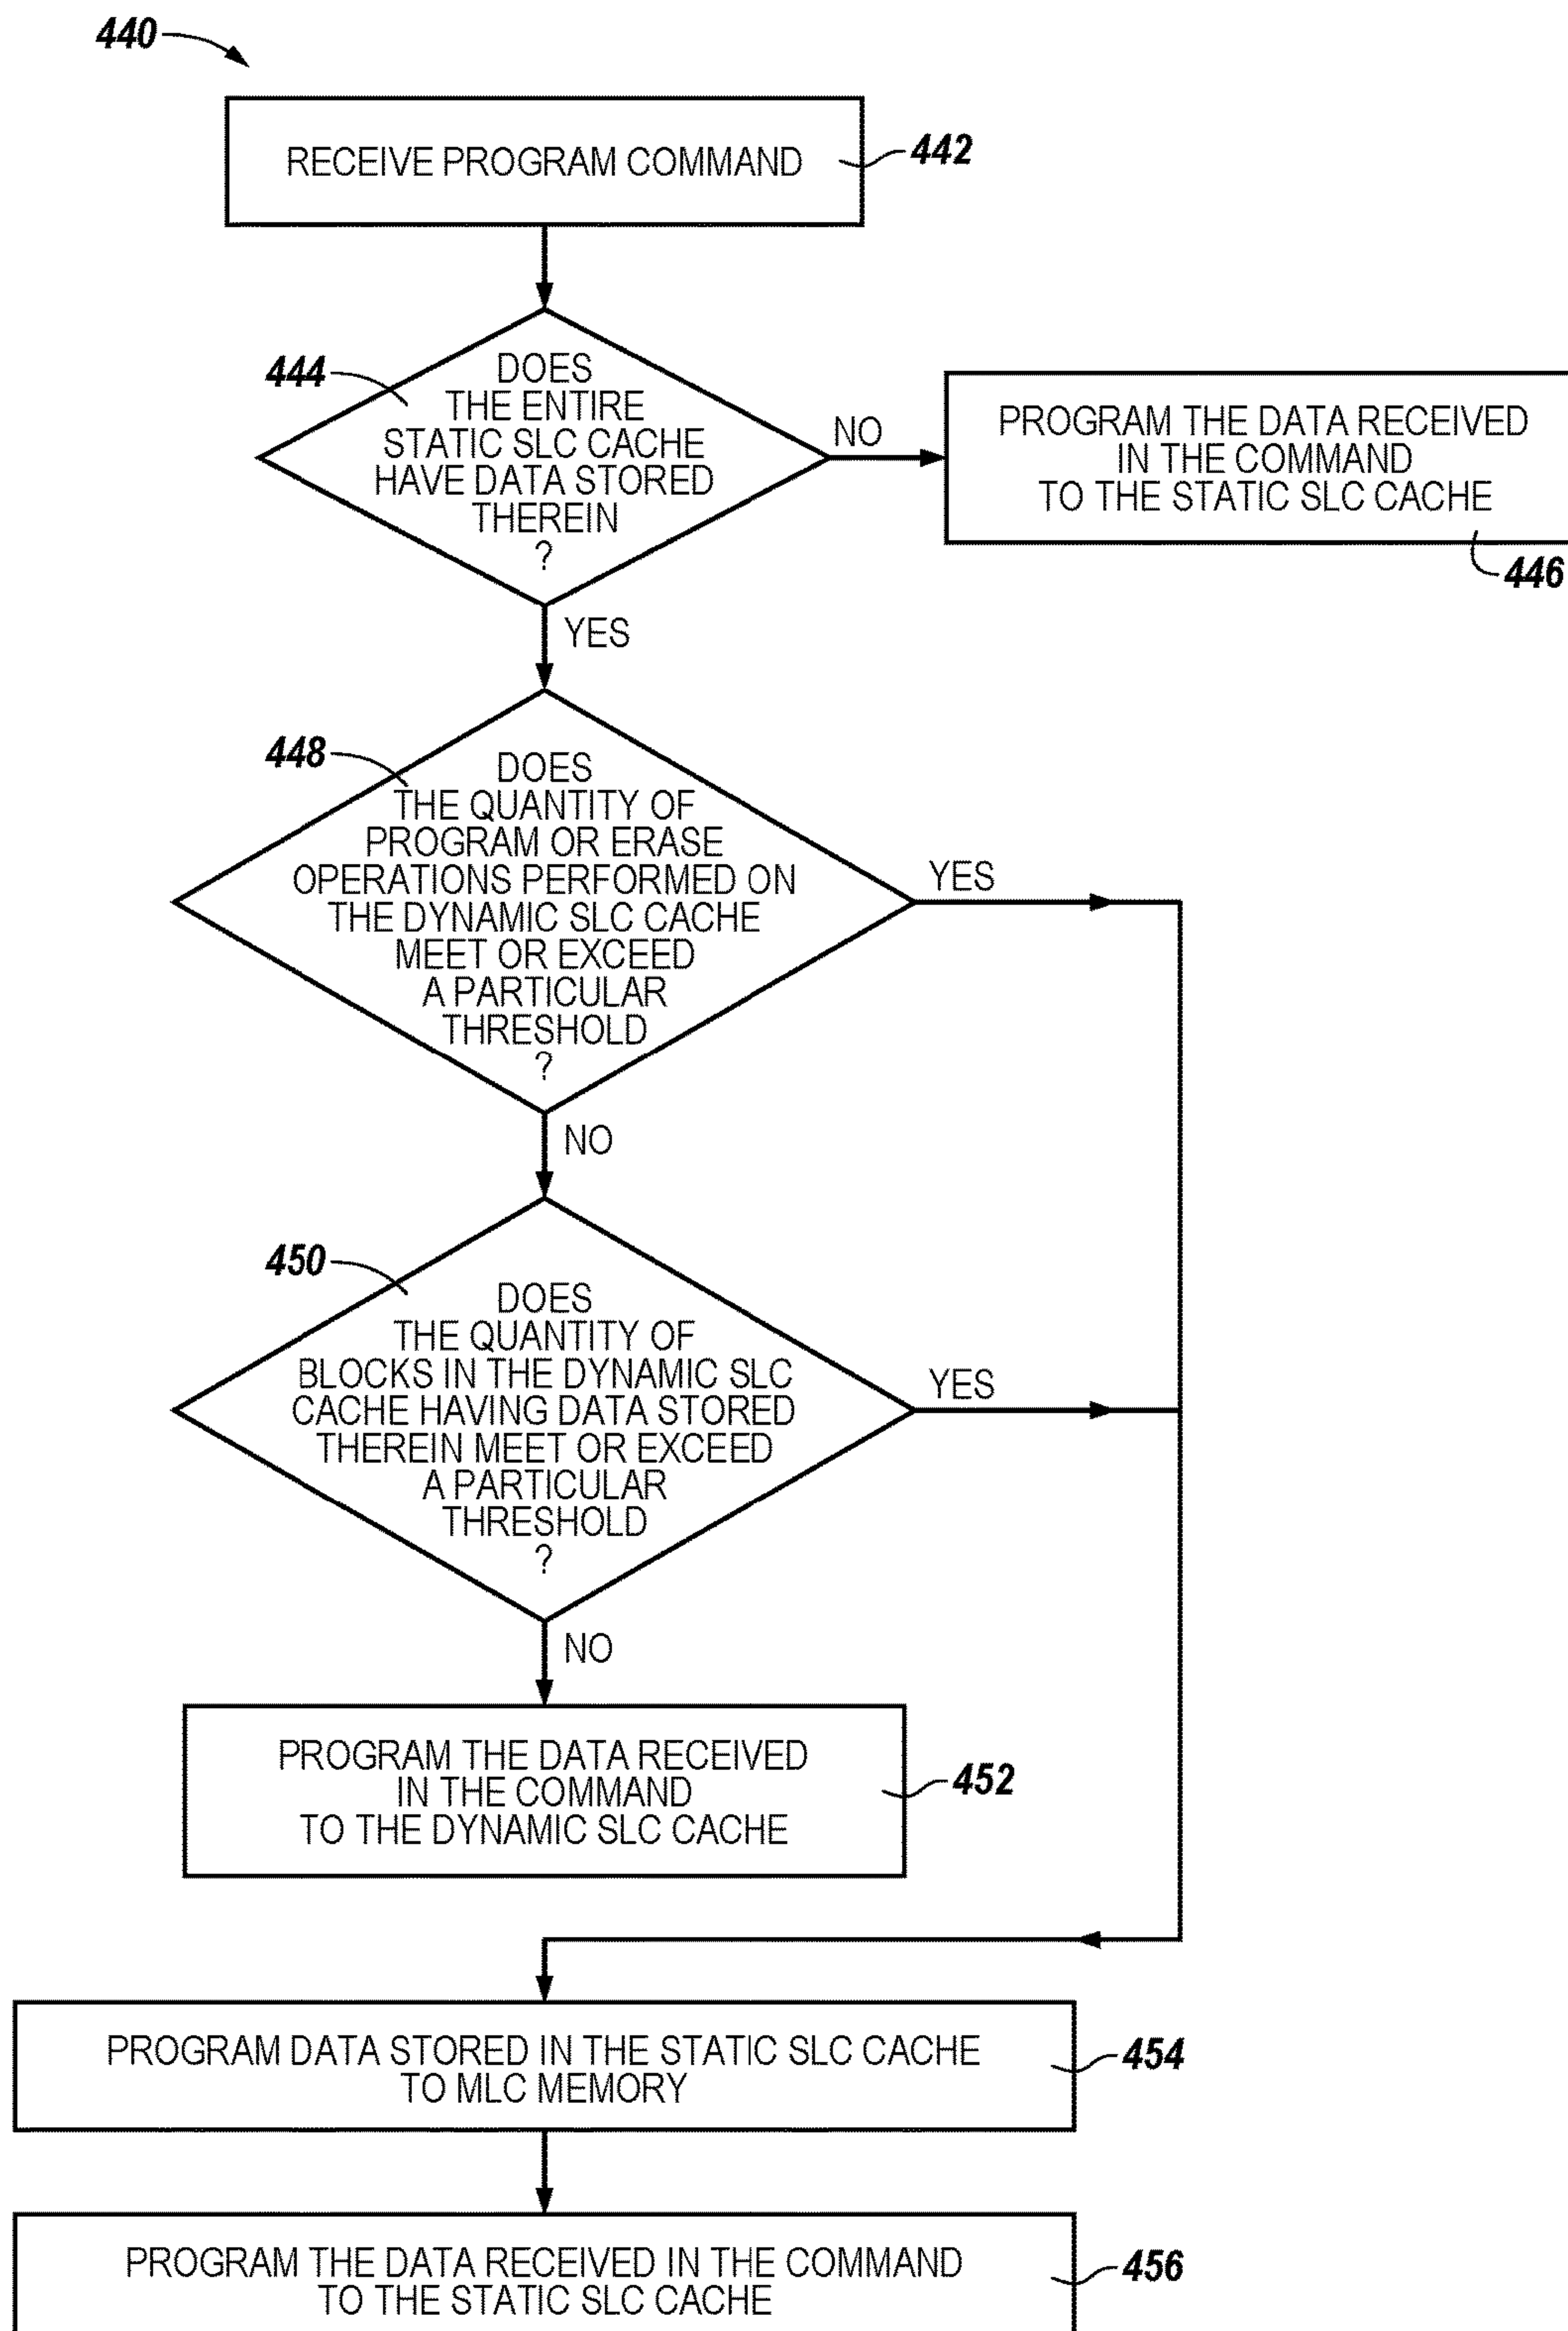 440
RECEIVE PROGRAM COMMAND
442
444
DOES
THE ENTIRE
STATIC SLC CACHE
HAVE DATA STORED
THEREIN
?
NO
PROGRAM THE DATA RECEIVED
IN THE COMMAND
TO THE STATIC SLC CACHE
446
YES
448
DOES
THE QUANTITY OF
PROGRAM OR ERASE
OPERATIONS PERFORMED ON
THE DYNAMIC SLC CACHE
MEET OR EXCEED
A PARTICULAR
THRESHOLD
?
YES
NO
450
DOES
THE QUANTITY OF
BLOCKS IN THE DYNAMIC SLC
CACHE HAVING DATA STORED
THEREIN MEET OR EXCEED
A PARTICULAR
THRESHOLD
?
YES
NO
PROGRAM THE DATA RECEIVED
IN THE COMMAND
TO THE DYNAMIC SLC CACHE
452
PROGRAM DATA STORED IN THE STATIC SLC CACHE
TO MLC MEMORY
454
PROGRAM THE DATA RECEIVED IN THE COMMAND
TO THE STATIC SLC CACHE
456